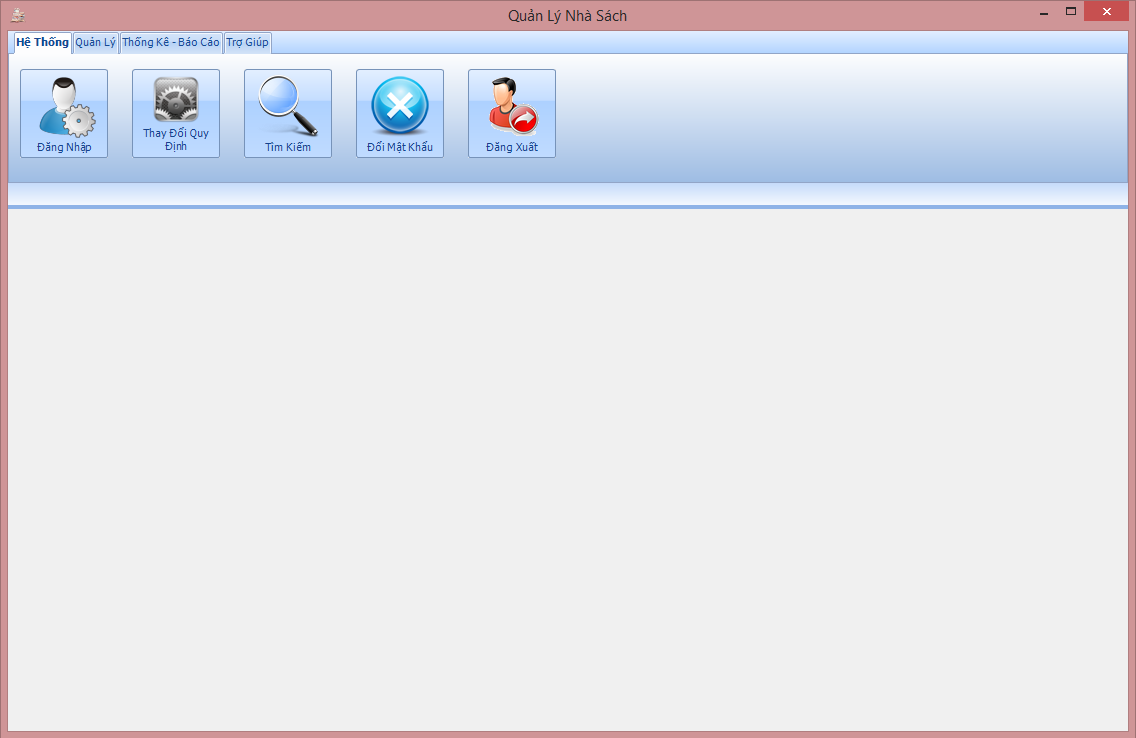 Quản Lý Nhà Sách
Hệ Thống
Quản Lý
Thống Kê - Báo Cáo
Trợ Giúp
Đăng Nhập
Thay Đổi Quy
Định
Tìm Kiếm
Đổi Mật Khẩu
Đăng Xuất